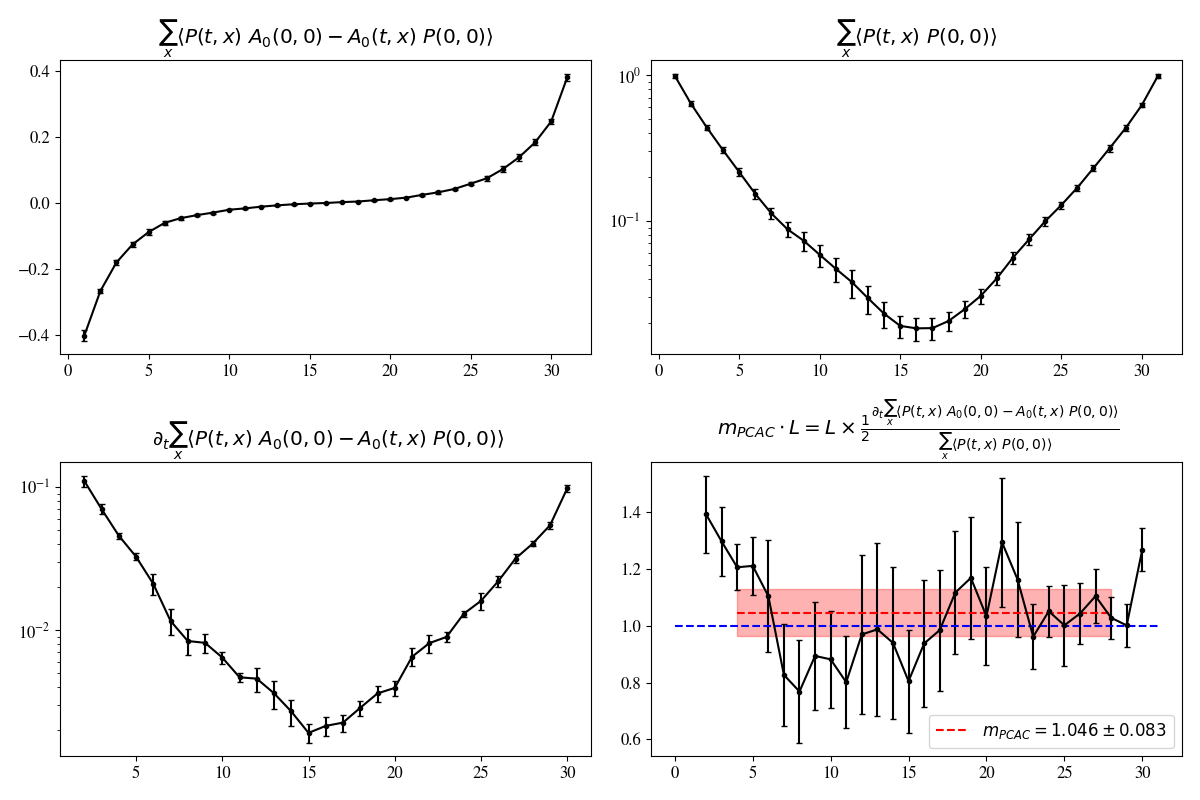 ∑_x ⟨P(t, x) A_0(0, 0) − A_0(t, x) P(0, 0)⟩
0.4
0.2
0.0
−0.2
−0.4
0 5 10 15 20 25 30
∑_x ⟨P(t, x) P(0, 0)⟩
10^0
10^−1
0 5 10 15 20 25 30
∂_t ∑_x ⟨P(t, x) A_0(0, 0) − A_0(t, x) P(0, 0)⟩
10^−1
10^−2
5 10 15 20 25 30
m_PCAC · L = L × 1/2 ∂_t ∑_x ⟨P(t, x) A_0(0, 0) − A_0(t, x) P(0, 0)⟩ / ∑_x ⟨P(t, x) P(0, 0)⟩
1.4
1.2
1.0
0.8
0.6
m_PCAC = 1.046 ± 0.083
0 5 10 15 20 25 30